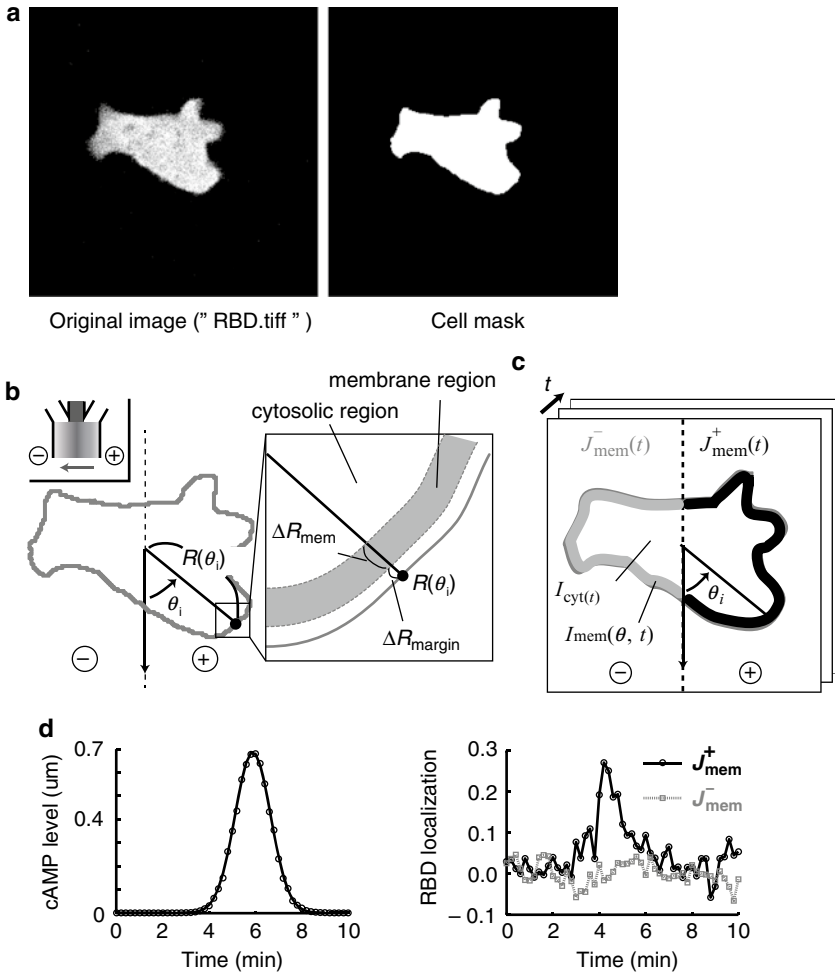 a
Original image (” RBD.tiff ” )
Cell mask
b
membrane region
cytosolic region
− +
R(θi)
θi
ΔRmem
R(θi)
ΔRmargin
− +
c
t
J−mem(t) J+mem(t)
θi
Icyt(t)
Imem(θ, t)
− +
d
cAMP level (um)
0.7
0.4
0
0 2 4 6 8 10
Time (min)
RBD localization
0.3
0.2
0.1
0.0
− 0.1
J+mem
J−mem
0 2 4 6 8 10
Time (min)